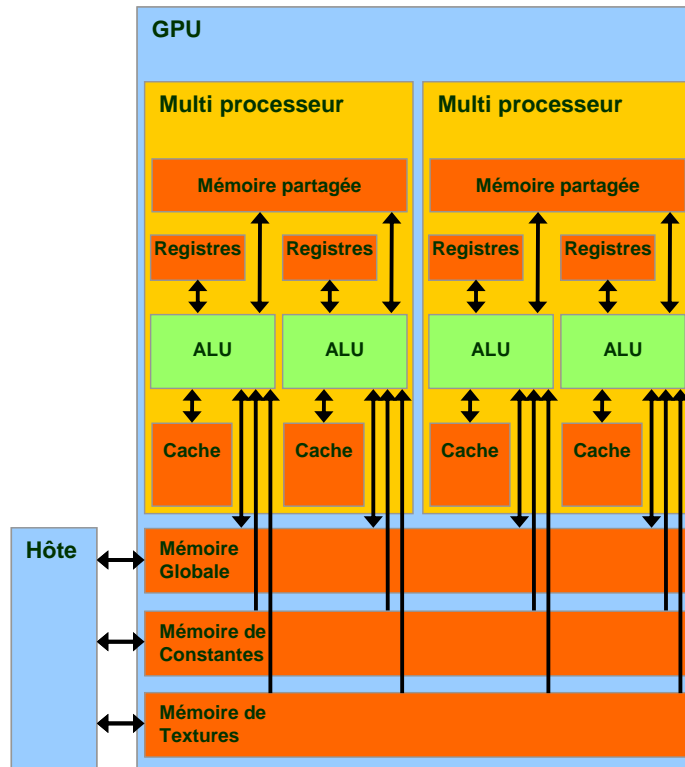 GPU
Multi processeur
Multi processeur
Mémoire partagée
Mémoire partagée
Registres
Registres
Registres
Registres
ALU
ALU
ALU
ALU
Cache
Cache
Cache
Cache
Hôte
Mémoire
Globale
Mémoire de
Constantes
Mémoire de
Textures